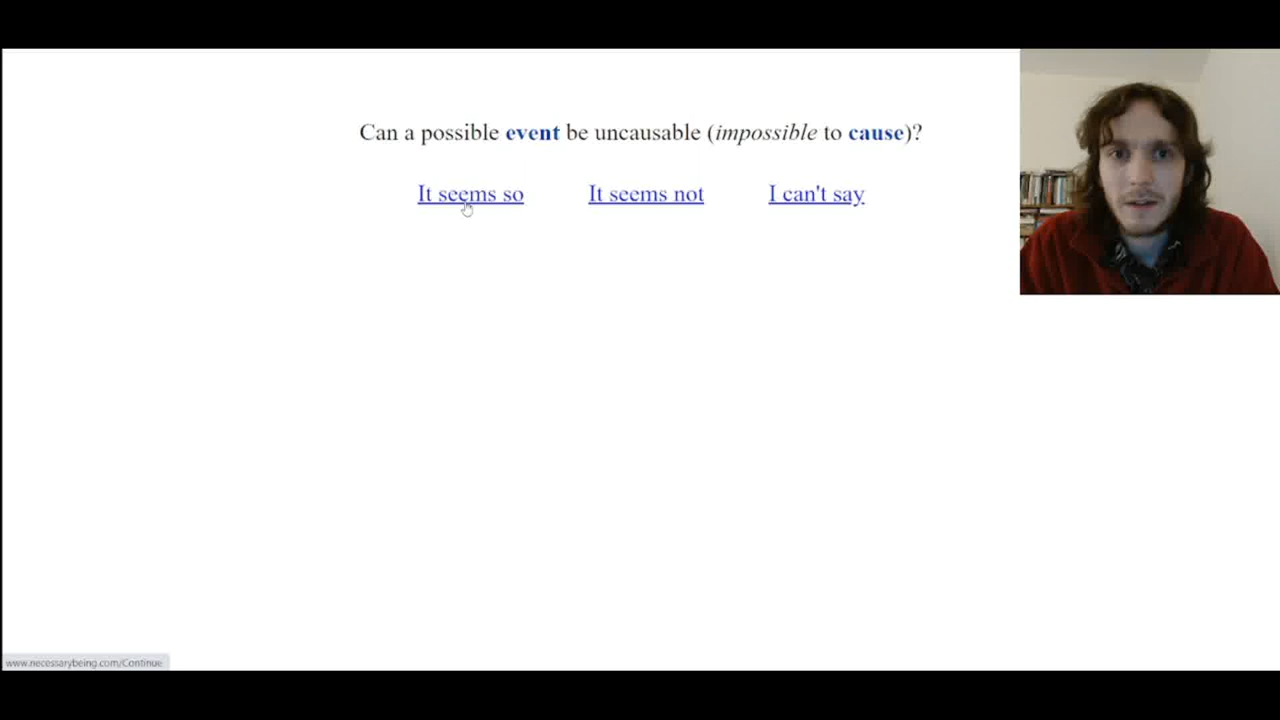 Can a possible event be uncausable (impossible to cause)?
It seems so It seems not I can't say
www.necessarybeing.com/Continue